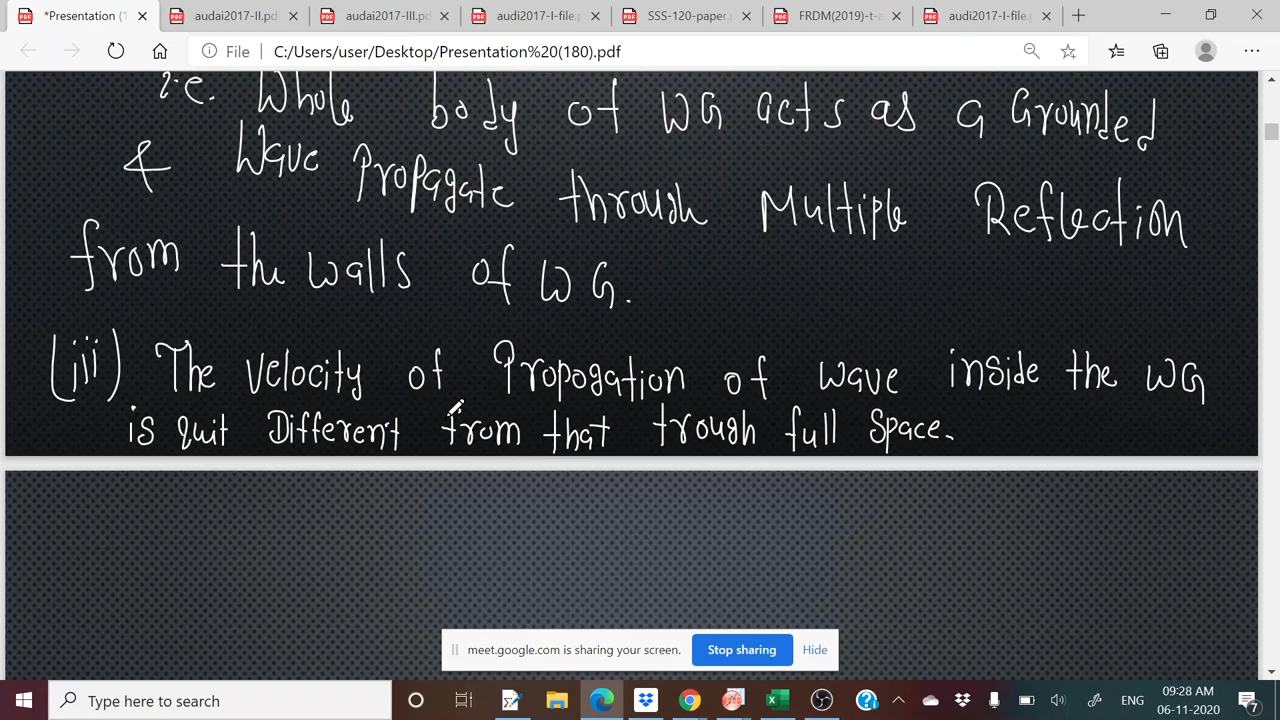 *Presentation (1
audai2017-II.pdf
audai2017-III.pd
audi2017-I-file.p
SSS-120-paper.p
FRDM(2019)-t-a
audi2017-I-file.p
File C:/Users/user/Desktop/Presentation%20(180).pdf
i.e. Whole body of WG acts as a Grounded
& Wave Propagate through Multiple Reflection
from the walls of WG.
(iii) The velocity of Propogation of wave inside the WG
is quit Different from that trough full Space.
meet.google.com is sharing your screen. Stop sharing Hide
Type here to search
ENG
09:28 AM
06-11-2020
7